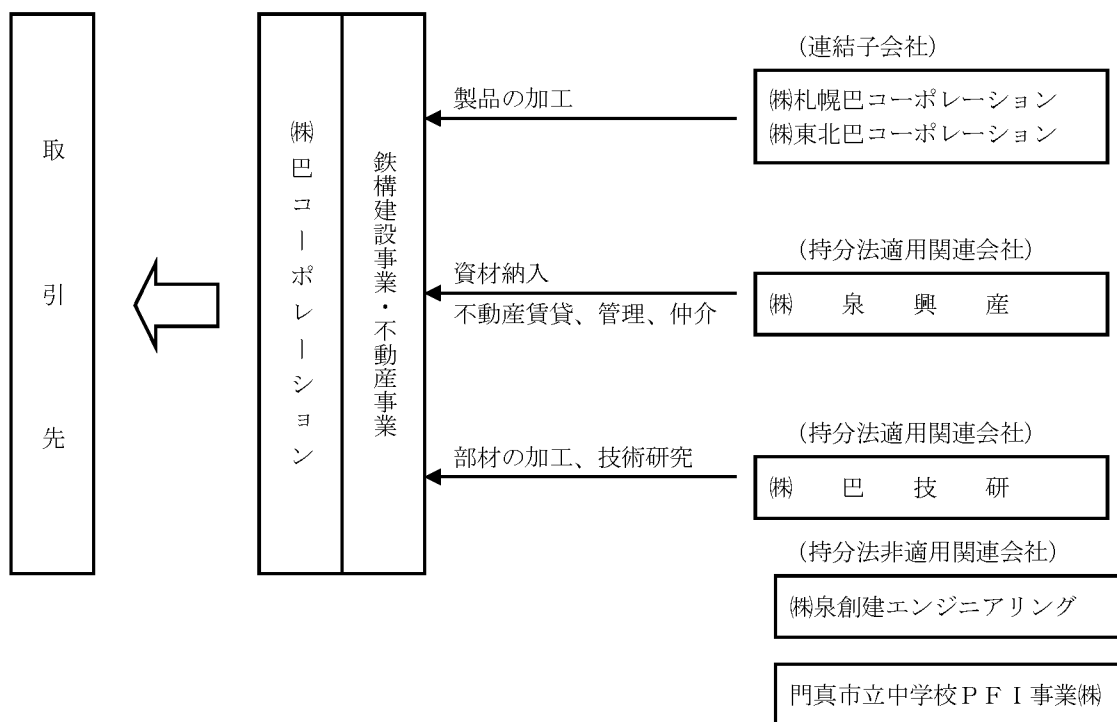 取引先
㈱巴コーポレーション
鉄構建設事業・不動産事業
(連結子会社)
製品の加工
㈱札幌巴コーポレーション
㈱東北巴コーポレーション
(持分法適用関連会社)
資材納入
不動産賃貸、管理、仲介
㈱　泉　興　産
(持分法適用関連会社)
部材の加工、技術研究
㈱　巴　技　研
(持分法非適用関連会社)
㈱泉創建エンジニアリング
門真市立中学校ＰＦＩ事業㈱